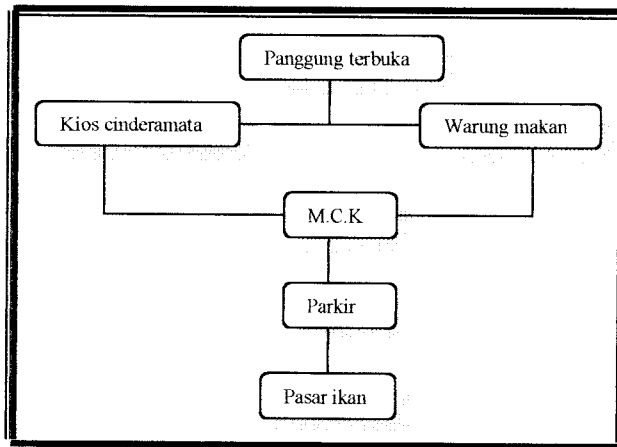 Panggung terbuka
Kios cinderamata
Warung makan
M.C.K
Parkir
Pasar ikan